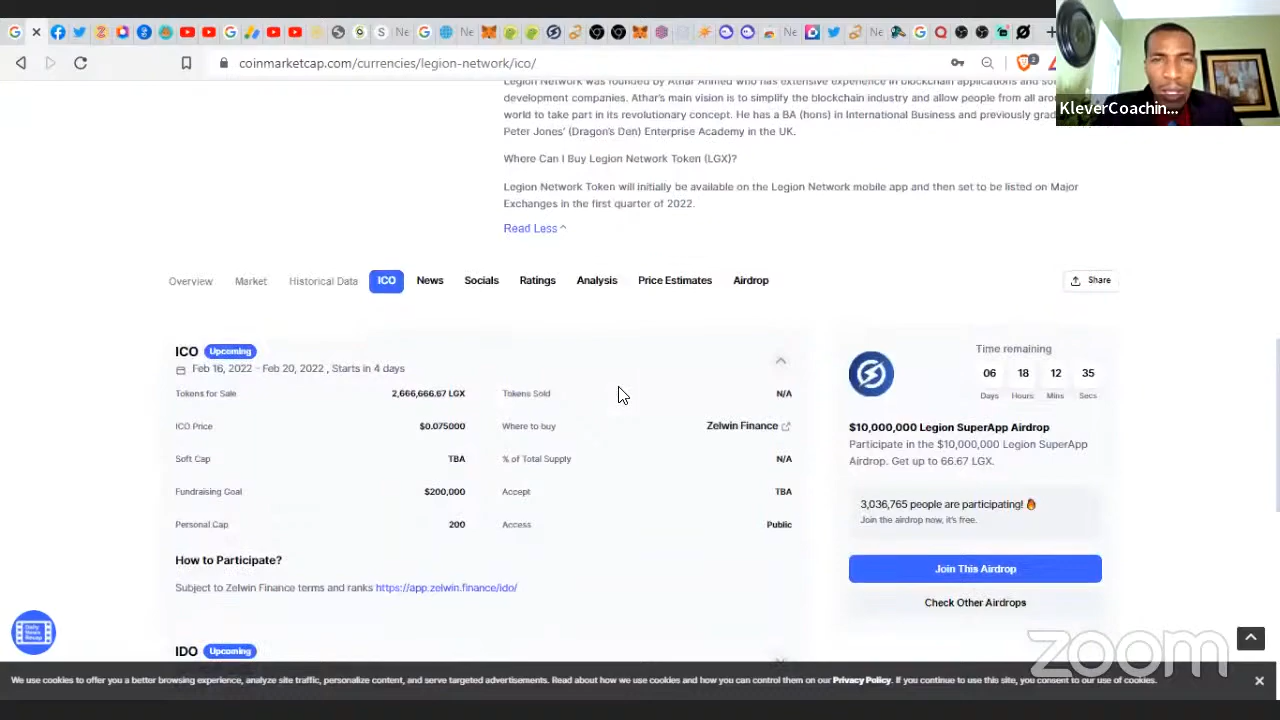 coinmarketcap.com/currencies/legion-network/ico/
2
KleverCoachin...
Legion Network was founded by Athar Ahmed who has extensive experience in blockchain applications and so
development companies. Athar's main vision is to simplify the blockchain industry and allow people from all aro
world to take part in its revolutionary concept. He has a BA (hons) in International Business and previously grad
Peter Jones' (Dragon's Den) Enterprise Academy in the UK.
Where Can I Buy Legion Network Token (LGX)?
Legion Network Token will initially be available on the Legion Network mobile app and then set to be listed on Major
Exchanges in the first quarter of 2022.
Read Less
Overview Market Historical Data ICO News Socials Ratings Analysis Price Estimates Airdrop
Share
ICO Upcoming
Feb 16, 2022 - Feb 20, 2022 , Starts in 4 days
Tokens for Sale 2,666,666.67 LGX Tokens Sold N/A
ICO Price $0.075000 Where to buy Zelwin Finance
Soft Cap TBA % of Total Supply N/A
Fundraising Goal $200,000 Accept TBA
Personal Cap 200 Access Public
How to Participate?
Subject to Zelwin Finance terms and ranks https://app.zelwin.finance/ido/
IDO Upcoming
Time remaining
06 18 12 35
Days Hours Mins Secs
$10,000,000 Legion SuperApp Airdrop
Participate in the $10,000,000 Legion SuperApp
Airdrop. Get up to 66.67 LGX.
3,036,765 people are participating!
Join the airdrop now, it's free.
Join This Airdrop
Check Other Airdrops
Daily News Recap
zoom
We use cookies to offer you a better browsing experience, analyze site traffic, personalize content, and serve targeted advertisements. Read about how we use cookies and how you can control them on our Privacy Policy. If you continue to use this site, you consent to our use of cookies.